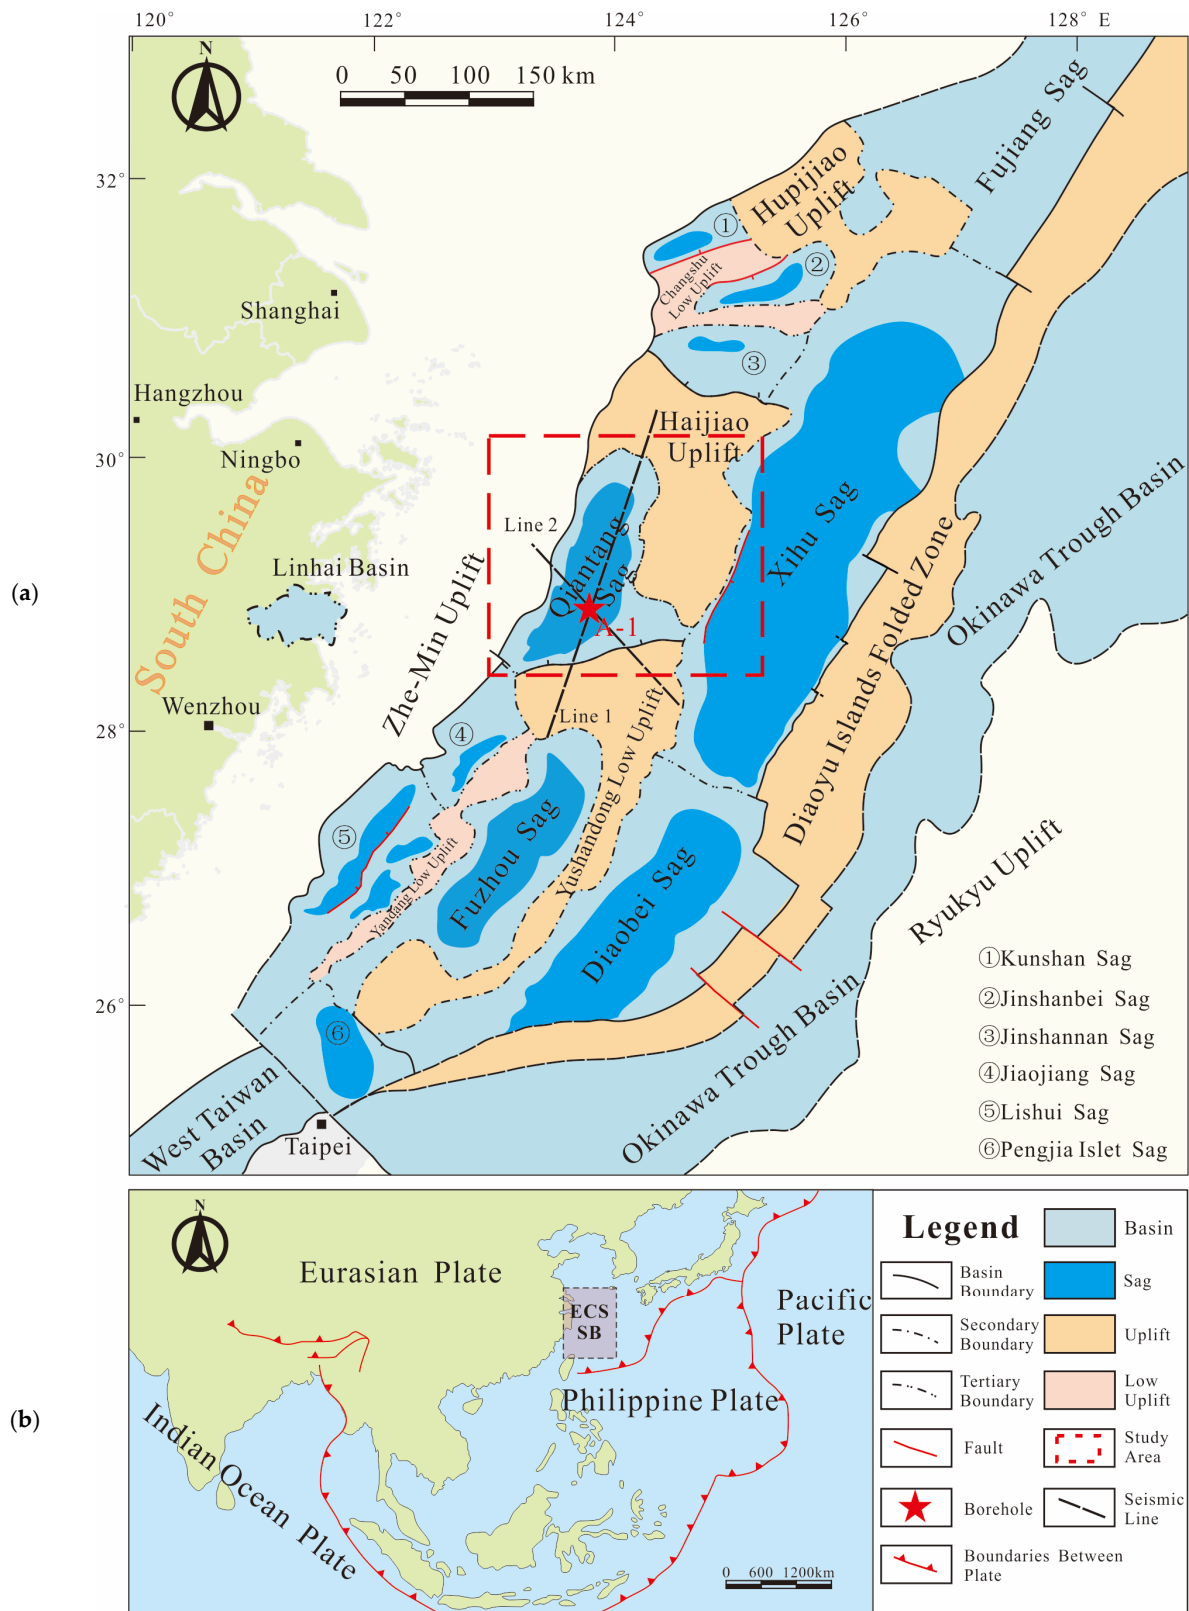 120°
122°
124°
126°
128° E
(a)
N
0 50 100 150 km
32°
30°
28°
26°
Fujiang Sag
Hupijiao
Uplift
①
②
Changshu
Low Uplift
③
Shanghai
Hangzhou
Ningbo
South China
Linhai Basin
Wenzhou
Haijiao
Uplift
Line 2
Qiantang
Sag
A-1
Xihu Sag
Zhe-Min Uplift
Line 1
④
⑤
Yandang Low Uplift
Fuzhou Sag
Yushandong Low Uplift
Diaobei Sag
Diaoyu Islands Folded Zone
Okinawa Trough Basin
Ryukyu Uplift
Okinawa Trough Basin
⑥
West Taiwan
Basin
Taipei
①Kunshan Sag
②Jinshanbei Sag
③Jinshannan Sag
④Jiaojiang Sag
⑤Lishui Sag
⑥Pengjia Islet Sag
(b)
N
Eurasian Plate
ECS
SB
Pacific
Plate
Philippine Plate
Indian Ocean Plate
0 600 1200km
Legend
Basin
Basin
Boundary
Sag
Secondary
Boundary
Uplift
Tertiary
Boundary
Low
Uplift
Fault
Study
Area
Borehole
Seismic
Line
Boundaries Between
Plate